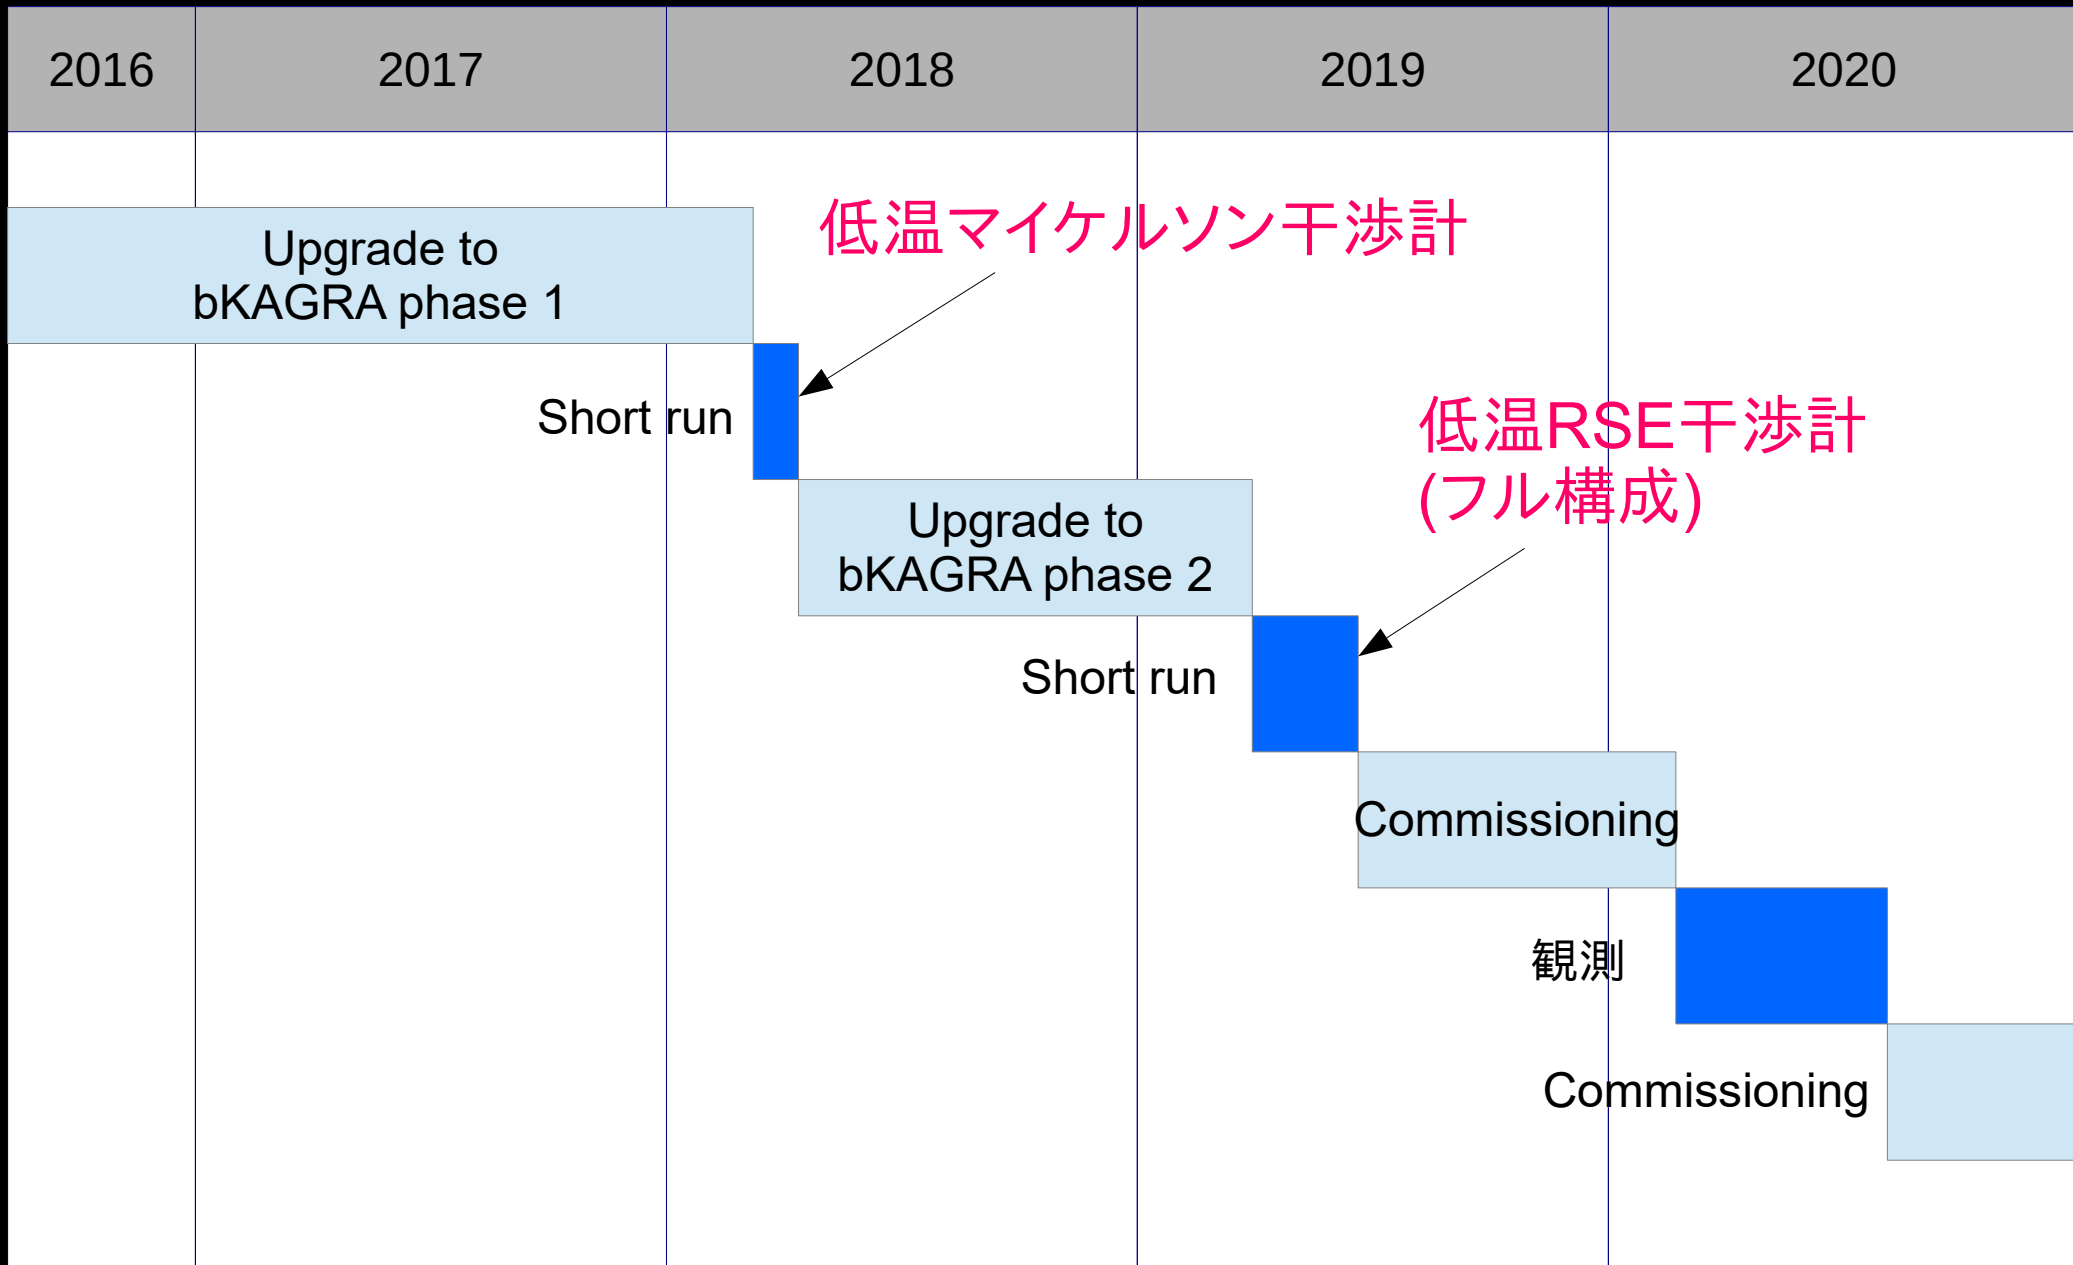 2016
2017
2018
2019
2020
Upgrade to
bKAGRA phase 1
低温マイケルソン干渉計
Short run
低温RSE干渉計
(フル構成)
Upgrade to
bKAGRA phase 2
Short run
Commissioning
観測
Commissioning